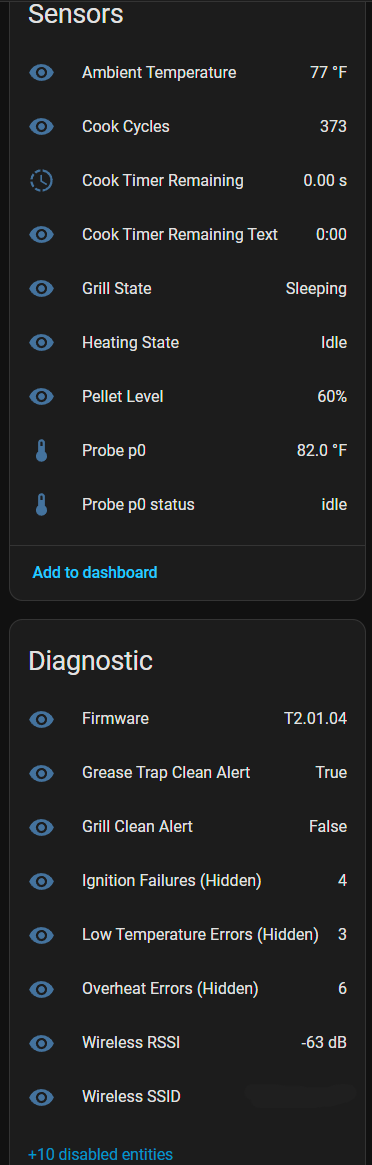 Sensors
Ambient Temperature 77 °F
Cook Cycles 373
Cook Timer Remaining 0.00 s
Cook Timer Remaining Text 0:00
Grill State Sleeping
Heating State Idle
Pellet Level 60%
Probe p0 82.0 °F
Probe p0 status idle
Add to dashboard
Diagnostic
Firmware T2.01.04
Grease Trap Clean Alert True
Grill Clean Alert False
Ignition Failures (Hidden) 4
Low Temperature Errors (Hidden) 3
Overheat Errors (Hidden) 6
Wireless RSSI -63 dB
Wireless SSID
+10 disabled entities